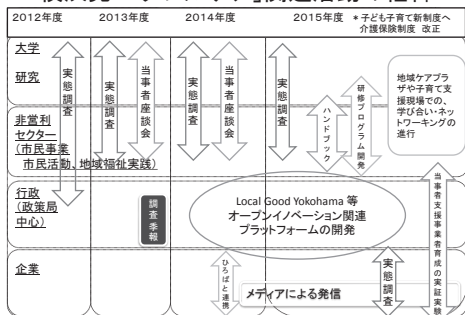 2012年度 2013年度 2014年度 2015年度 *子ども子育て新制度へ
介護保険制度 改正
大学
研究
非営利
セクター
(市民事業
市民活動、地域福祉実践)
行政
(政策局
中心)
企業
実態調査
実態調査
当事者座談会
実態調査
当事者座談会
実態調査
ハンドブック
研修プログラム開発
地域ケアプラ
ザや子育て支
援現場での、
学び合い・ネッ
トワーキングの
進行
調査季報
Local Good Yokohama 等
オープンイノベーション関連
プラットフォームの開発
当事者支援事業者育成の実証実験
ひろばと連携
メディアによる発信
実態調査